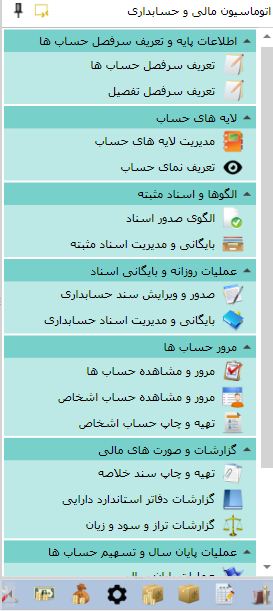 اتوماسیون مالی و حسابداری
اطلاعات پایه و تعریف سرفصل حساب ها
تعریف سرفصل حساب ها
تعریف سرفصل تفصیل
لایه های حساب
مدیریت لایه های حساب
تعریف نمای حساب
الگوها و اسناد مثبته
الگوی صدور اسناد
بایگانی و مدیریت اسناد مثبته
عملیات روزانه و بایگانی اسناد
صدور و ویرایش سند حسابداری
بایگانی و مدیریت اسناد حسابداری
مرور حساب ها
مرور و مشاهده حساب ها
مرور و مشاهده حساب اشخاص
تهیه و چاپ حساب اشخاص
گزارشات و صورت های مالی
تهیه و چاپ سند خلاصه
گزارشات دفاتر استاندارد دارایی
گزارشات تراز و سود و زیان
عملیات پایان سال و تسهیم حساب ها